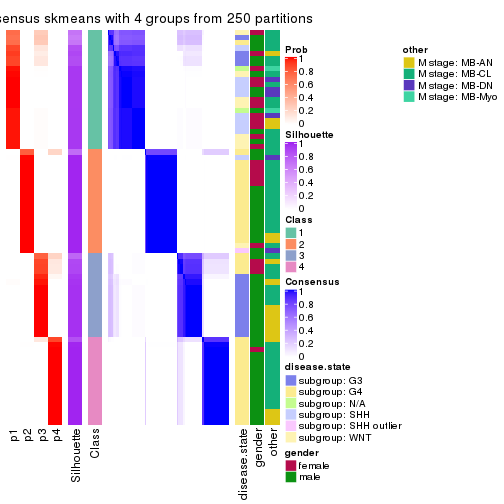 sensus skmeans with 4 groups from 250 partitions
Prob
1
0.8
0.6
0.4
0.2
0
Silhouette
1
0.8
0.6
0.4
0.2
0
Class
1
2
3
4
Consensus
1
0.8
0.6
0.4
0.2
0
disease.state
subgroup: G3
subgroup: G4
subgroup: N/A
subgroup: SHH
subgroup: SHH outlier
subgroup: WNT
gender
female
male
other
M stage: MB-AN
M stage: MB-CL
M stage: MB-DN
M stage: MB-Myo
p1
p2
p3
p4
Silhouette
Class
disease.state
gender
other